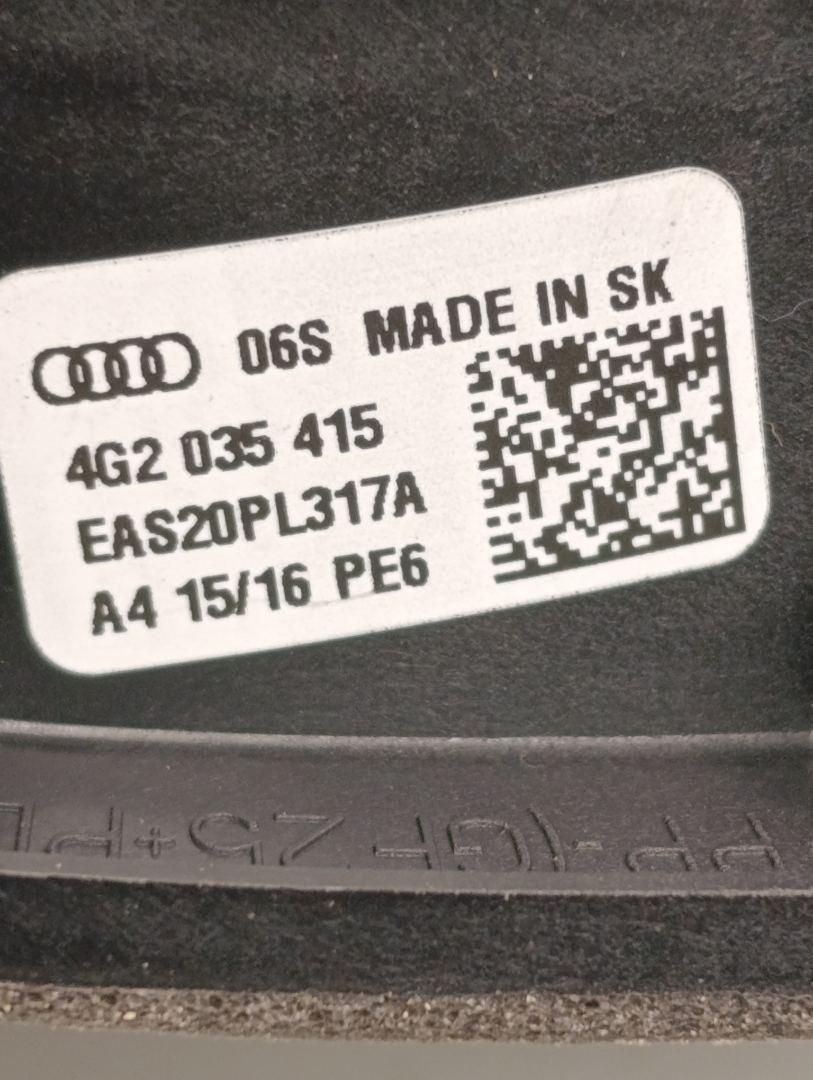 06S MADE IN SK
4G2 035 415
EAS20PL317A
A4 15/16 PE6